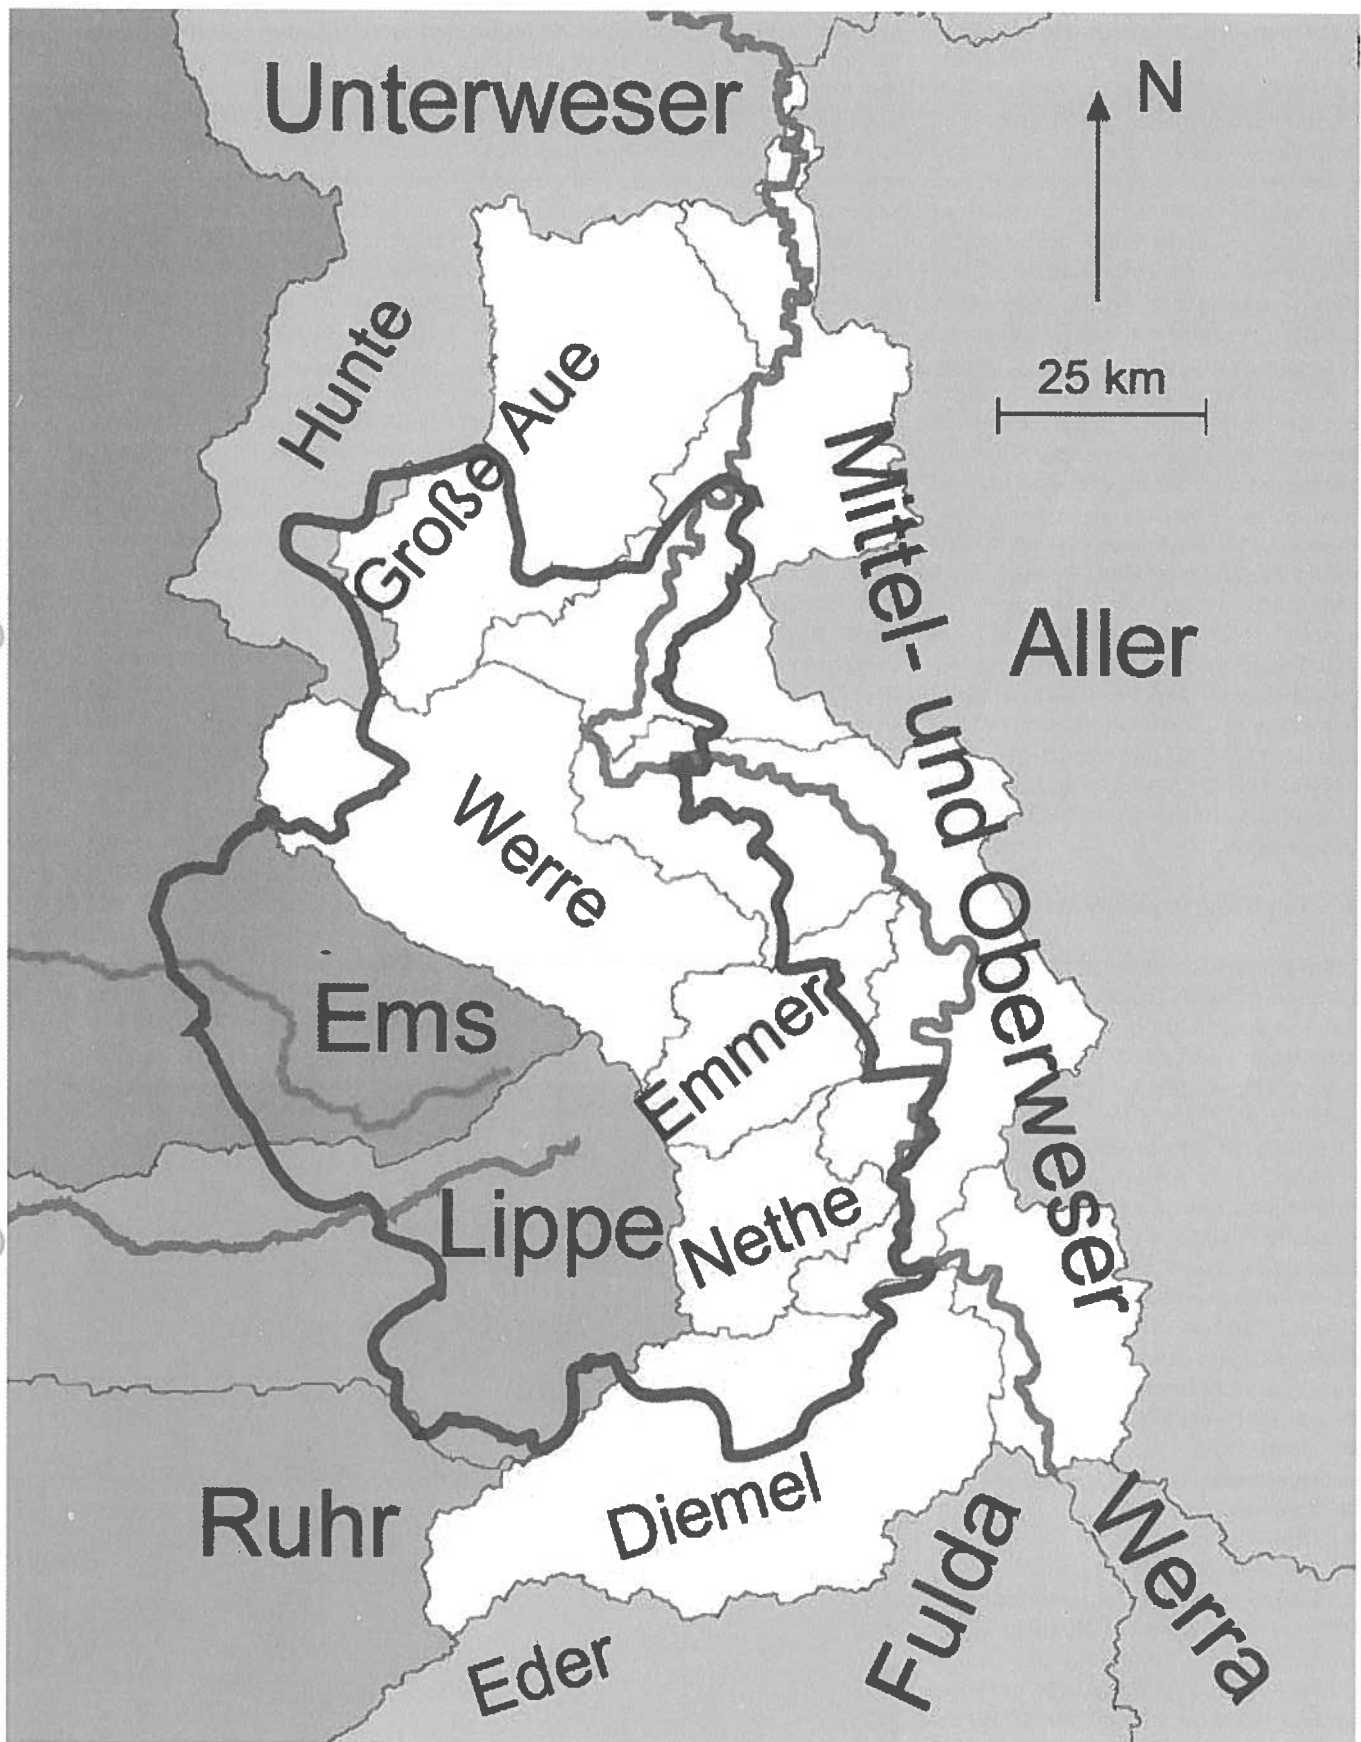 Unterweser
N
25 km
Hunte
Große Aue
Mittel- und Oberweser
Aller
Werre
Ems
Emmer
Lippe
Nethe
Ruhr
Diemel
Fulda
Werra
Eder